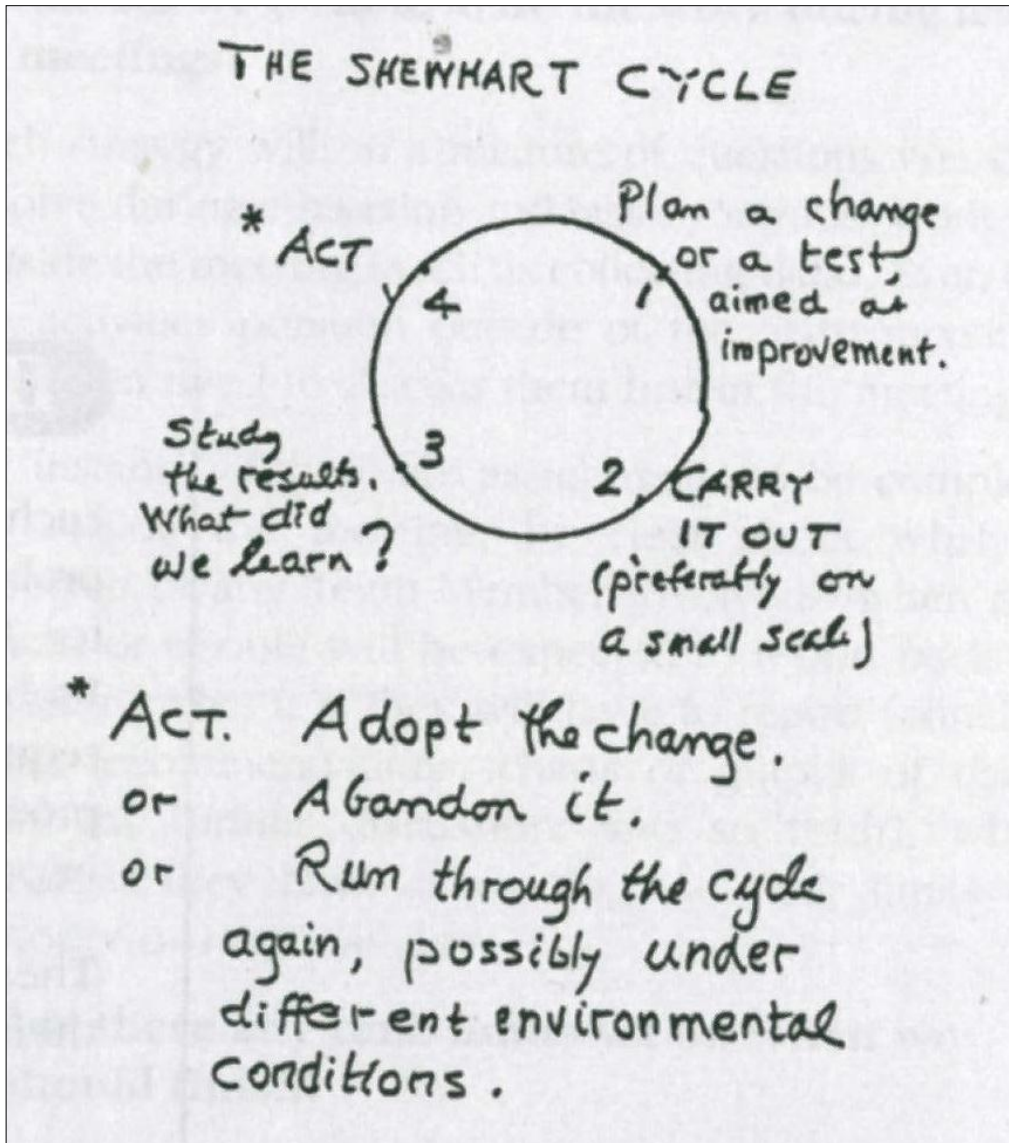 THE SHEWHART CYCLE
* ACT
4
Plan a change
or a test
aimed at
improvement.
1
Study
the results.
What did
we learn?
3
2
CARRY
IT OUT
(preferably on
a small scale)
* ACT. Adopt the change.
or Abandon it.
or Run through the cycle
again, possibly under
different environmental
conditions.